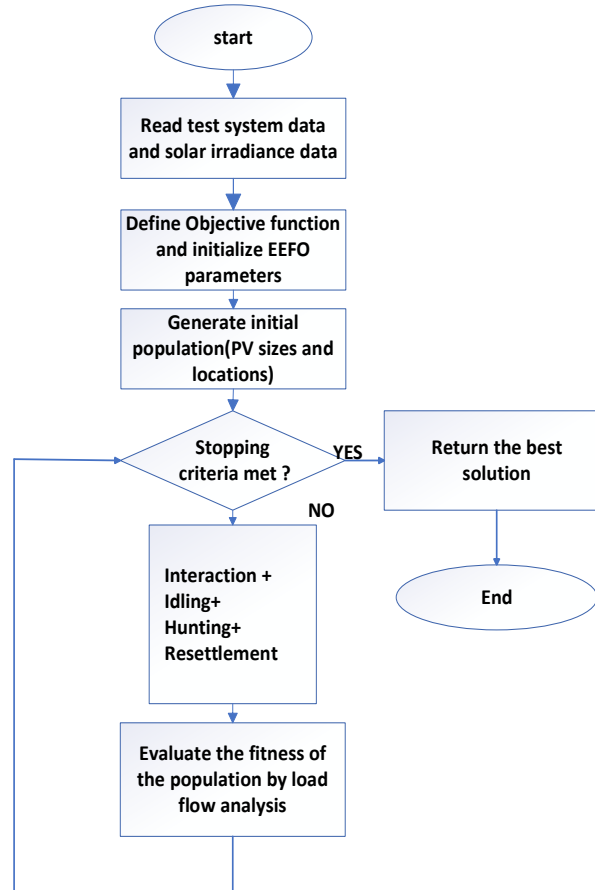 start
Read test system data
and solar irradiance data
Define Objective function
and initialize EEFO
parameters
Generate initial
population(PV sizes and
locations)
Stopping
criteria met ?
YES
Return the best
solution
NO
End
Interaction +
Idling+
Hunting+
Resettlement
Evaluate the fitness of
the population by load
flow analysis